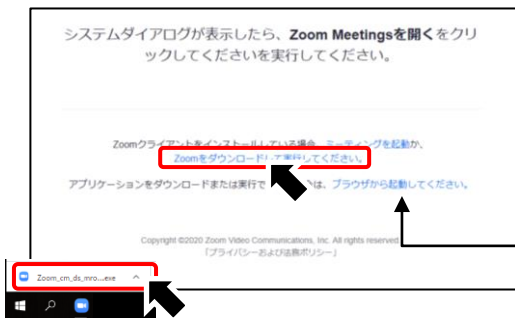 システムダイアログが表示したら、Zoom Meetingsを開くをクリ
ックしてくださいを実行してください。
Zoomクライアントをインストールしている場合、ミーティングを起動か、
Zoomをダウンロードして実行してください。
アプリケーションをダウンロードまたは実行で は、ブラウザから起動してください。
Copyright ©2020 Zoom Video Communications, Inc. All rights reserved.
「プライバシーおよび法務ポリシー」
Zoom_cm_ds_mro....exe